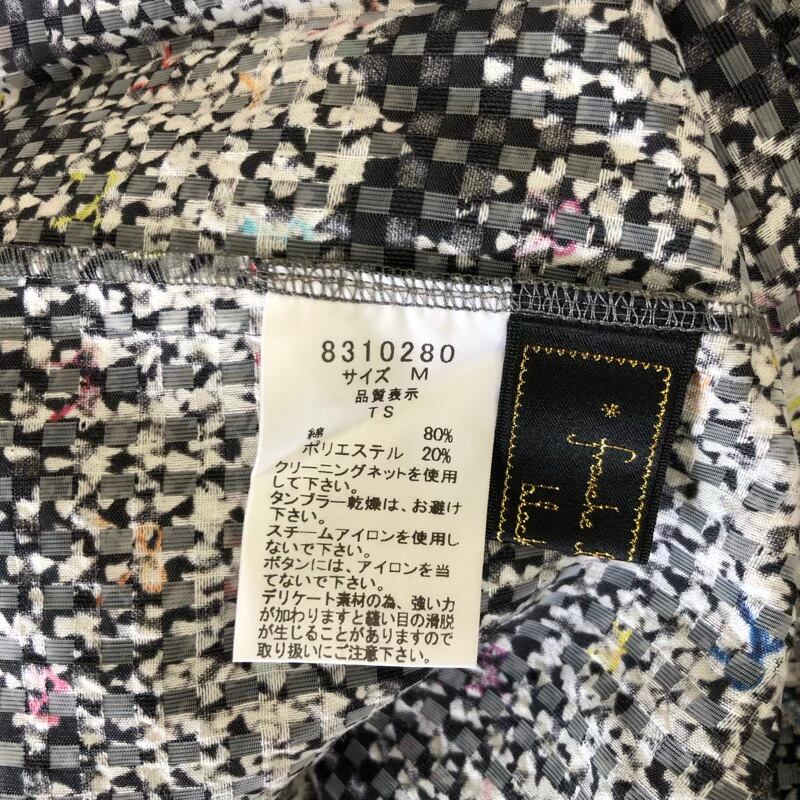 8310280
サイズ M
品質表示
TS
綿 80%
ポリエステル 20%
クリーニングネットを使用
して下さい。
タンブラー乾燥は、お避け
下さい。
スチームアイロンを使用し
ないで下さい。
ボタンには、アイロンを当
てないで下さい。
デリケート素材の為、強い力
が加わりますと縫い目の滑脱
が生じることがありますので
取り扱いにご注意下さい。